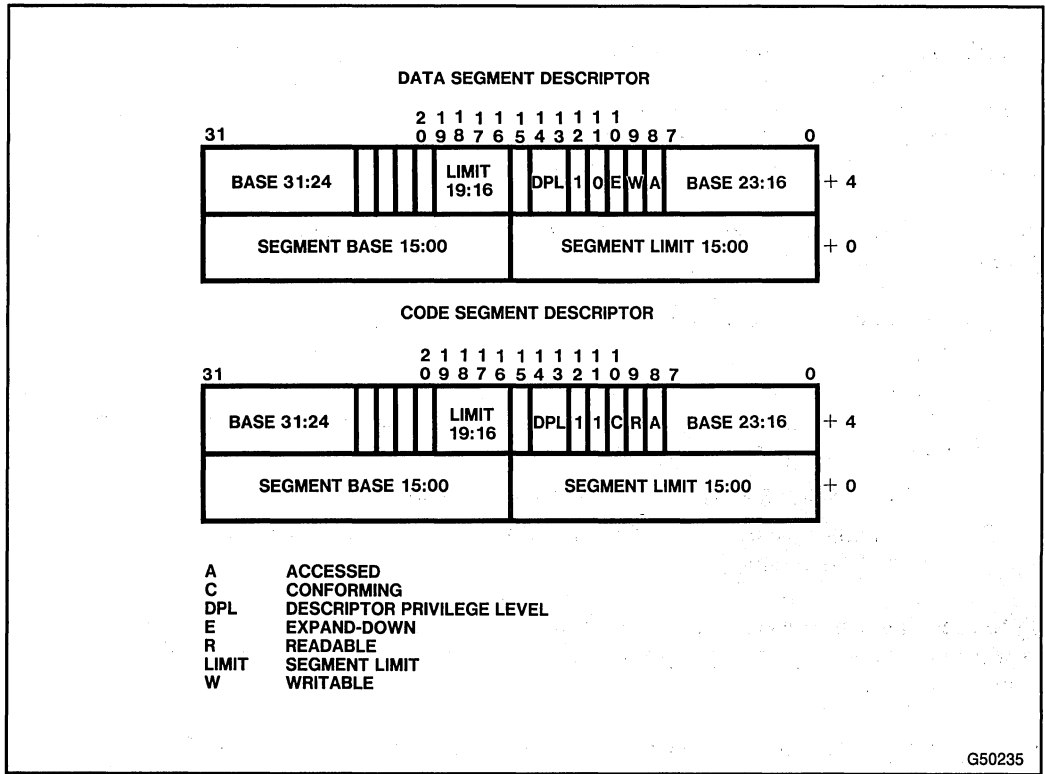 DATA SEGMENT DESCRIPTOR
2 1 1 1 1 1 1 1 1 1 1
31 0 9 8 7 6 5 4 3 2 1 0 9 8 7 0
BASE 31:24 LIMIT 19:16 DPL 1 0 E W A BASE 23:16 + 4
SEGMENT BASE 15:00 SEGMENT LIMIT 15:00 + 0
CODE SEGMENT DESCRIPTOR
2 1 1 1 1 1 1 1 1 1 1
31 0 9 8 7 6 5 4 3 2 1 0 9 8 7 0
BASE 31:24 LIMIT 19:16 DPL 1 1 C R A BASE 23:16 + 4
SEGMENT BASE 15:00 SEGMENT LIMIT 15:00 + 0
A ACCESSED
C CONFORMING
DPL DESCRIPTOR PRIVILEGE LEVEL
E EXPAND-DOWN
R READABLE
LIMIT SEGMENT LIMIT
W WRITABLE
G50235